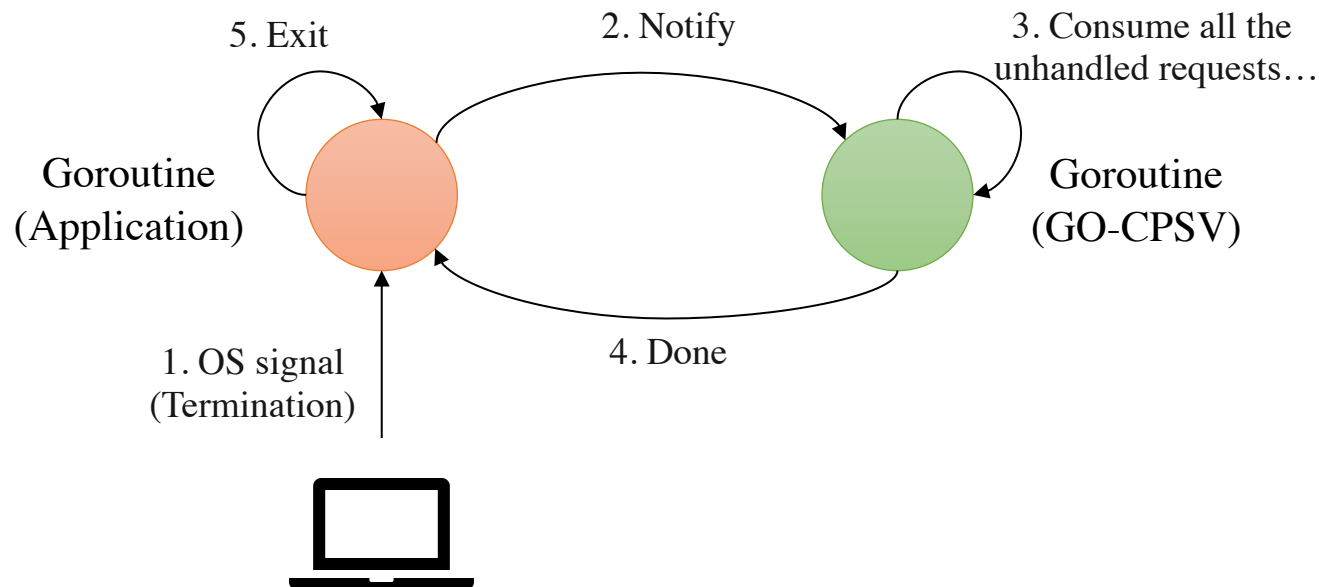 5. Exit
2. Notify
3. Consume all the
unhandled requests…
Goroutine
(Application)
Goroutine
(GO-CPSV)
1. OS signal
(Termination)
4. Done